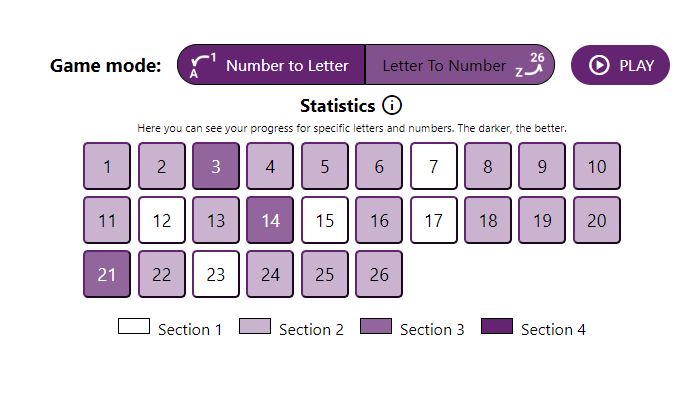 Game mode: A 1 Number to Letter Letter To Number 26 Z PLAY
Statistics i
Here you can see your progress for specific letters and numbers. The darker, the better.
1 2 3 4 5 6 7 8 9 10
11 12 13 14 15 16 17 18 19 20
21 22 23 24 25 26
Section 1 Section 2 Section 3 Section 4